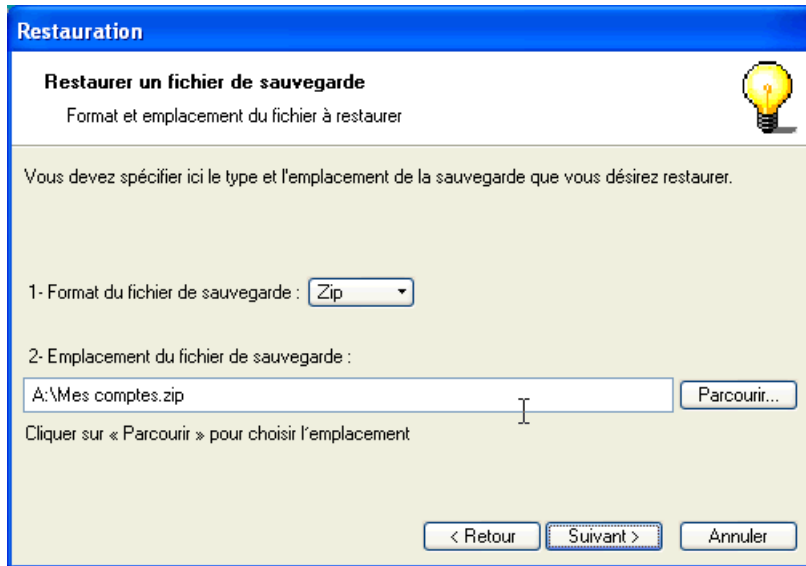 Restauration
Restaurer un fichier de sauvegarde
Format et emplacement du fichier à restaurer
Vous devez spécifier ici le type et l'emplacement de la sauvegarde que vous désirez restaurer.
1- Format du fichier de sauvegarde : Zip
2- Emplacement du fichier de sauvegarde :
A:\Mes comptes.zip Parcourir...
Cliquer sur « Parcourir » pour choisir l'emplacement
< Retour Suivant > Annuler